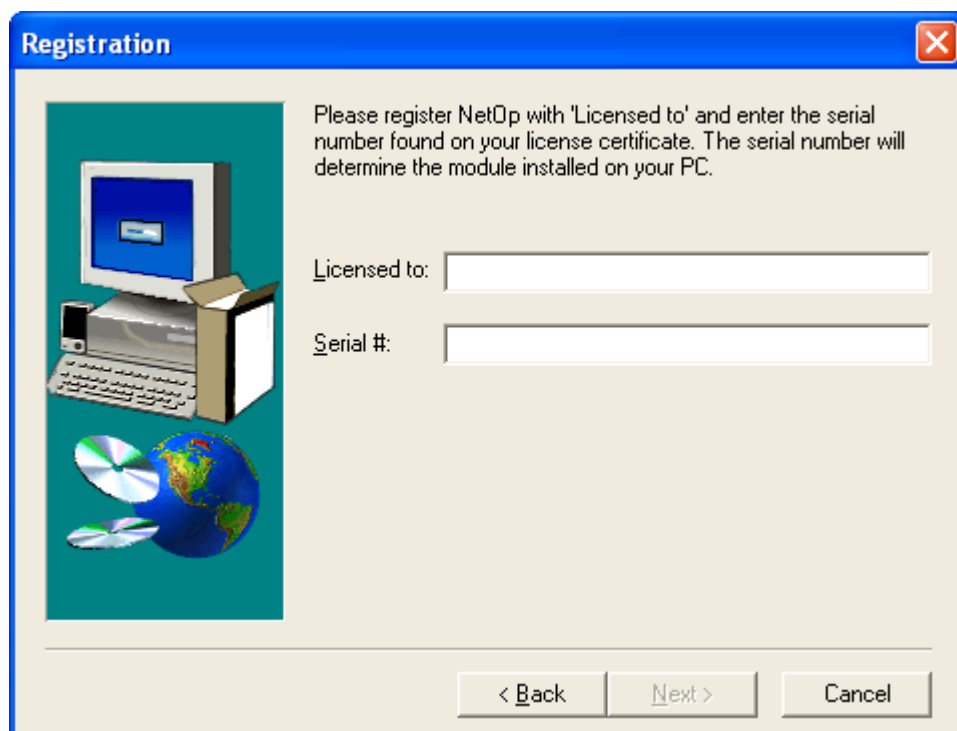 Registration
Please register NetOp with 'Licensed to' and enter the serial
number found on your license certificate. The serial number will
determine the module installed on your PC.
Licensed to:
Serial #:
< Back
Next >
Cancel